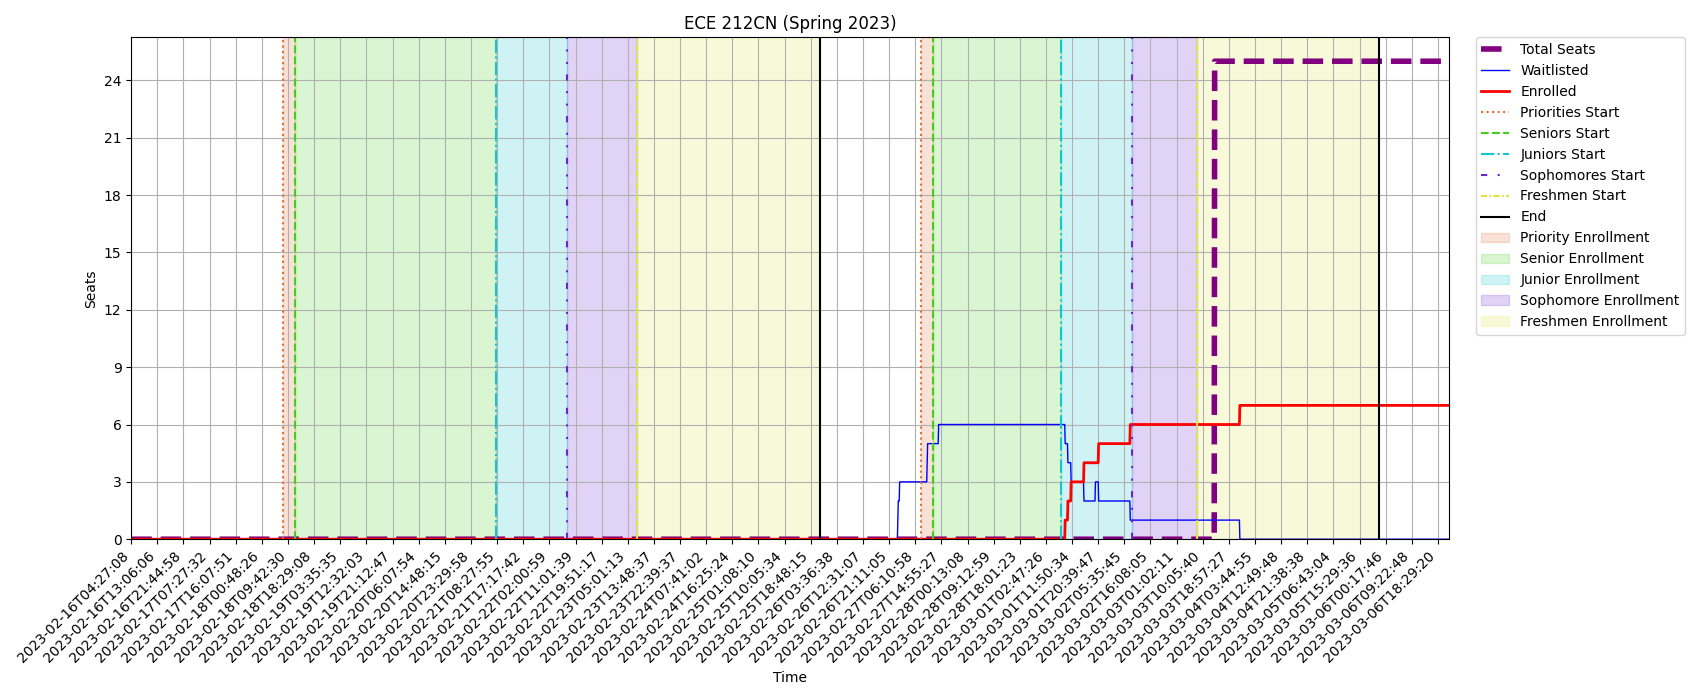 ECE 212CN (Spring 2023)
Seats
24
21
18
15
12
9
6
3
0
2023-02-16T04:27:08
2023-02-16T13:06:06
2023-02-16T21:44:58
2023-02-17T07:27:32
2023-02-17T16:07:51
2023-02-18T00:48:26
2023-02-18T09:42:30
2023-02-18T18:29:08
2023-02-19T03:35:35
2023-02-19T12:32:03
2023-02-19T21:12:47
2023-02-20T06:07:54
2023-02-20T14:48:15
2023-02-20T23:29:58
2023-02-21T08:27:55
2023-02-21T17:17:42
2023-02-22T02:00:59
2023-02-22T11:01:39
2023-02-22T19:51:17
2023-02-23T05:01:13
2023-02-23T13:48:37
2023-02-23T22:39:37
2023-02-24T07:41:02
2023-02-24T16:25:24
2023-02-25T01:08:10
2023-02-25T10:05:34
2023-02-25T18:48:15
2023-02-26T03:36:38
2023-02-26T12:31:07
2023-02-26T21:11:05
2023-02-27T06:10:58
2023-02-27T14:55:27
2023-02-28T00:13:08
2023-02-28T09:12:59
2023-02-28T18:01:23
2023-03-01T02:47:26
2023-03-01T11:50:34
2023-03-01T20:39:47
2023-03-02T05:35:45
2023-03-02T16:08:05
2023-03-03T01:02:11
2023-03-03T10:05:40
2023-03-03T18:57:27
2023-03-04T03:44:55
2023-03-04T12:49:48
2023-03-04T21:38:38
2023-03-05T06:43:04
2023-03-05T15:29:36
2023-03-06T00:17:46
2023-03-06T09:22:48
2023-03-06T18:29:20
Time
Total Seats
Waitlisted
Enrolled
Priorities Start
Seniors Start
Juniors Start
Sophomores Start
Freshmen Start
End
Priority Enrollment
Senior Enrollment
Junior Enrollment
Sophomore Enrollment
Freshmen Enrollment